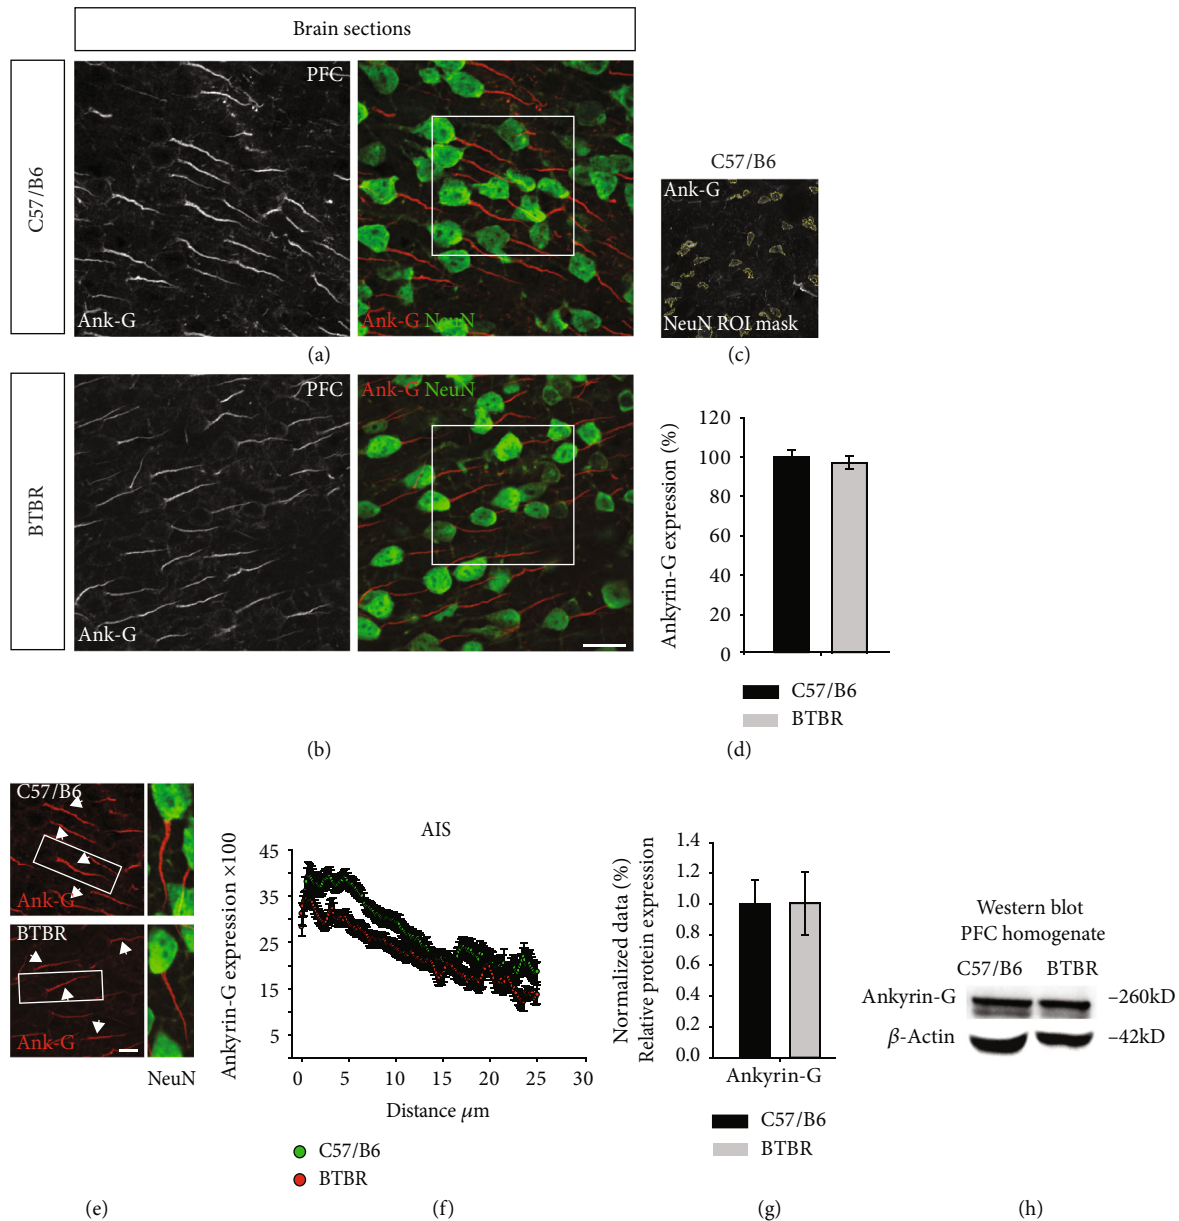 Brain sections
C57/B6
PFC
Ank-G
Ank-G NeuN
(a)
C57/B6
Ank-G
NeuN ROI mask
(c)
BTBR
PFC
Ank-G
Ank-G NeuN
(b)
Ankyrin-G expression (%)
120
100
80
60
40
20
0
C57/B6
BTBR
(d)
C57/B6
Ank-G
BTBR
Ank-G
NeuN
(e)
AIS
Ankyrin-G expression ×100
45
35
25
15
5
0 5 10 15 20 25 30
Distance μm
C57/B6
BTBR
(f)
Normalized data (%)
Relative protein expression
1.4
1.2
1.0
0.8
0.6
0.4
0.2
0.0
Ankyrin-G
C57/B6
BTBR
(g)
Western blot
PFC homogenate
C57/B6 BTBR
Ankyrin-G –260kD
β-Actin –42kD
(h)